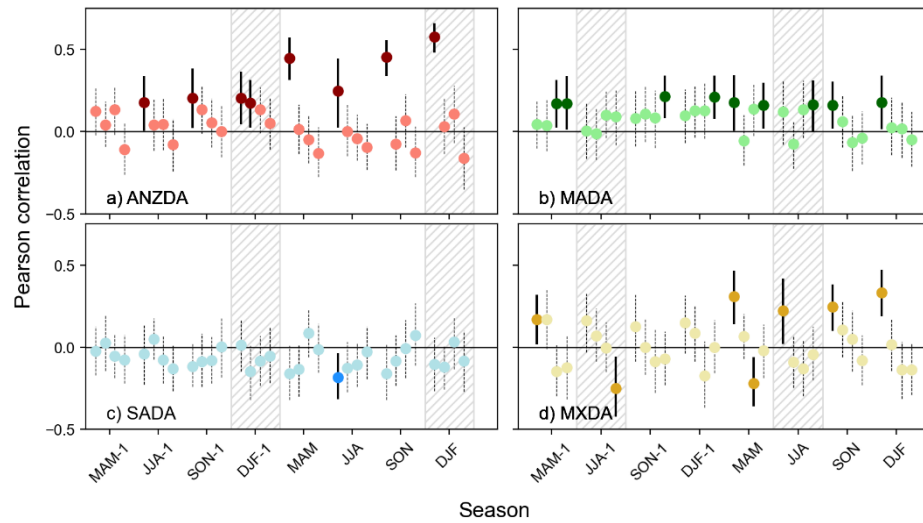 Pearson correlation
0.5
0.0
−0.5
a) ANZDA
b) MADA
0.5
0.0
−0.5
c) SADA
d) MXDA
MAM-1 JJA-1 SON-1 DJF-1 MAM JJA SON DJF
MAM-1 JJA-1 SON-1 DJF-1 MAM JJA SON DJF
Season